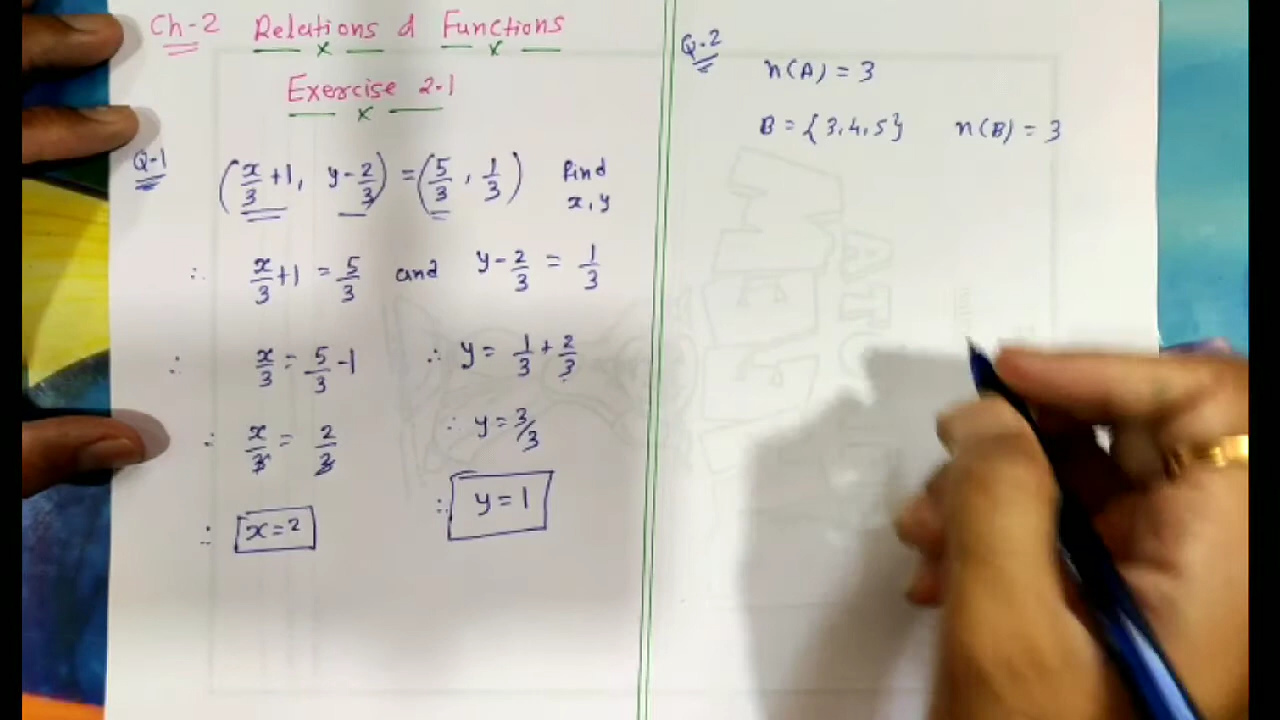 Ch-2 Relations & Functions
Exercise 2.1
Q-1 (x/3 +1, y-2/3) = (5/3, 1/3) Find x, y
∴ x/3 +1 = 5/3 and y - 2/3 = 1/3
∴ x/3 = 5/3 -1 ∴ y = 1/3 + 2/3
∴ x/3 = 2/3 ∴ y = 3/3
∴ x=2 ∴ y=1
Q-2
n(A) = 3
B = {3,4,5} n(B) = 3